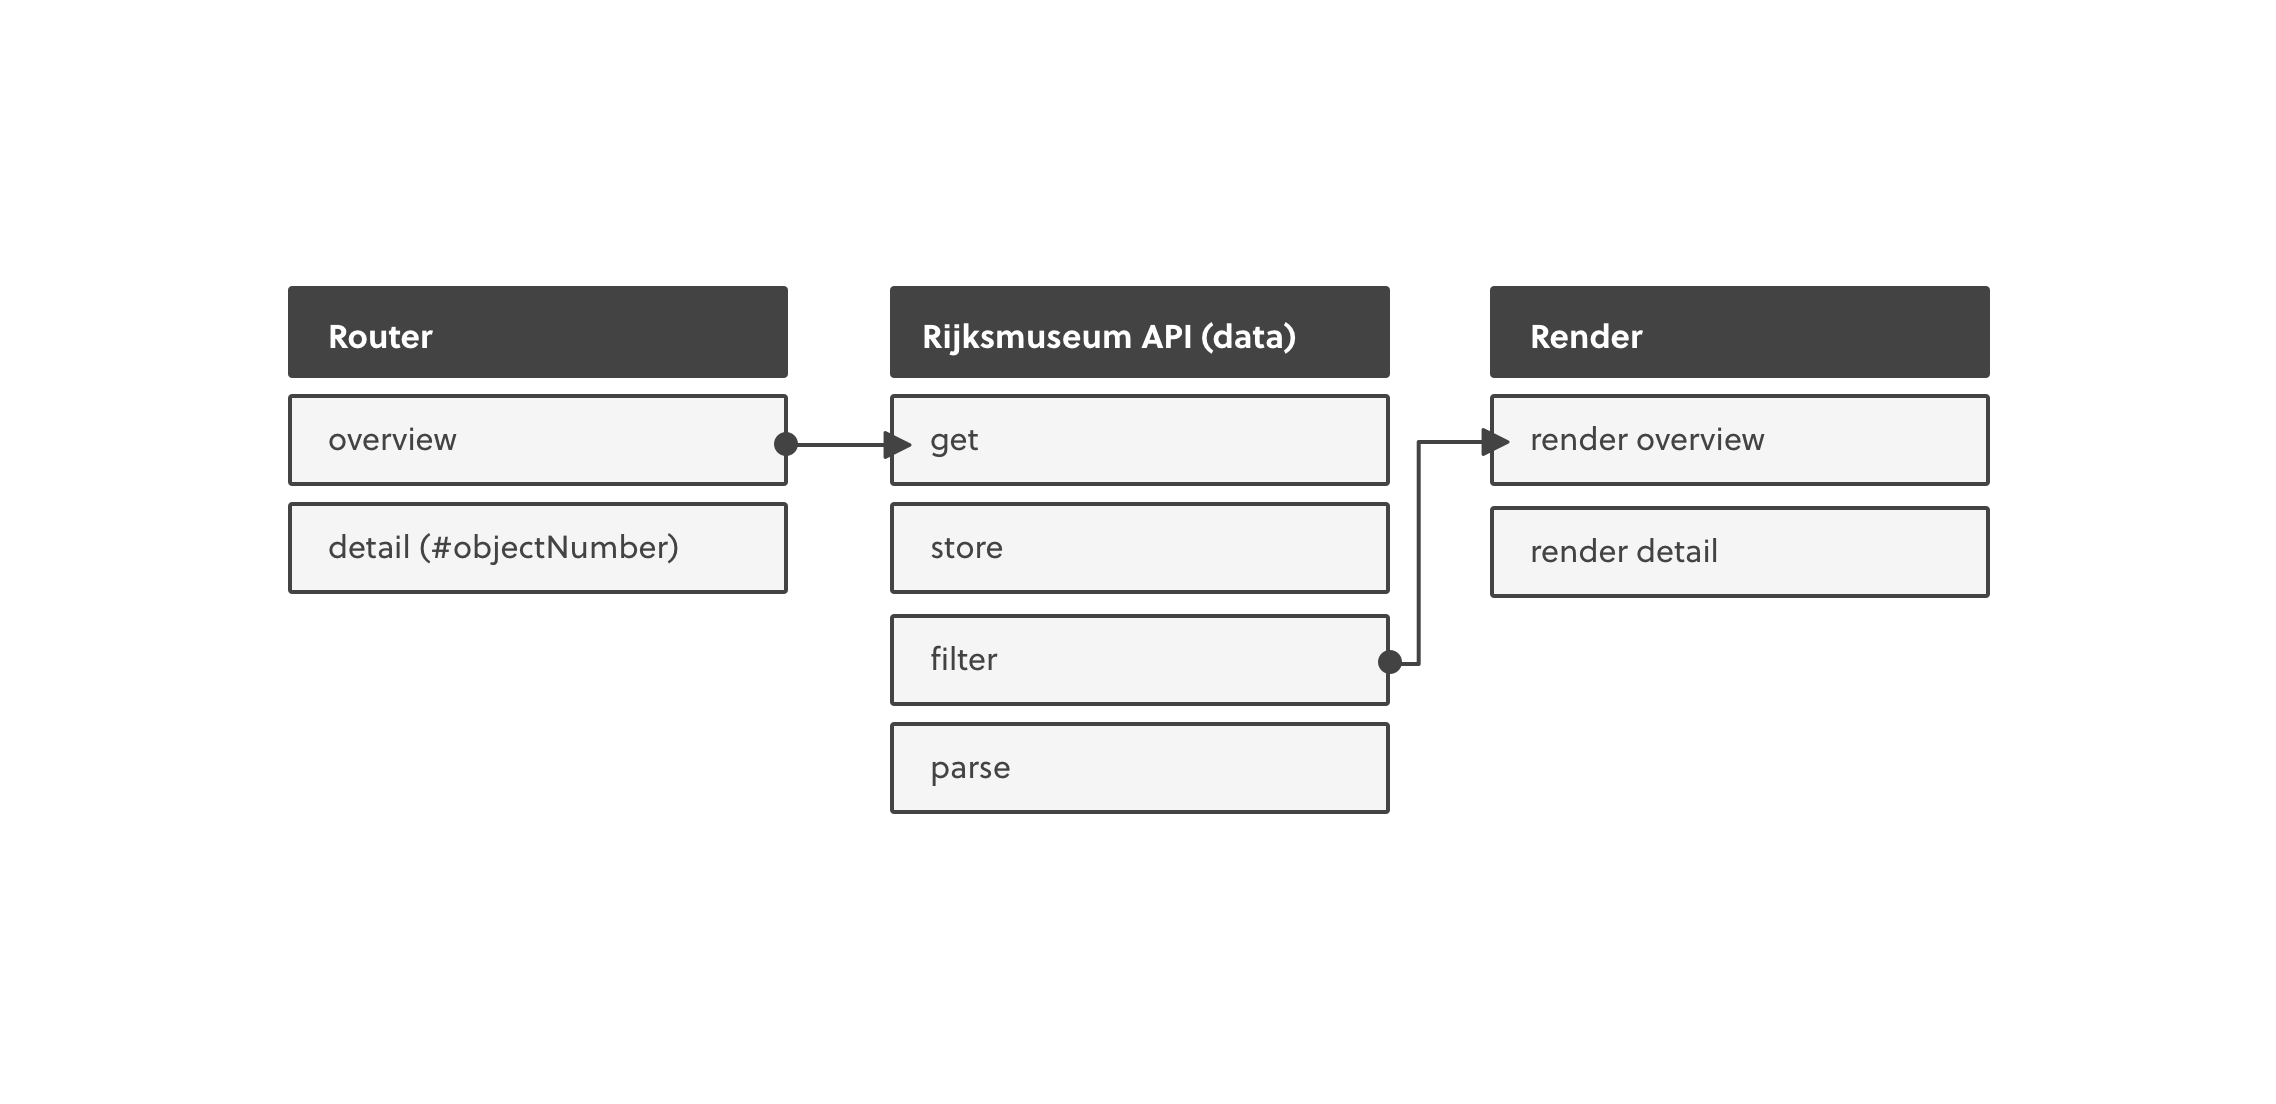 Router
overview
detail (#objectNumber)
Rijksmuseum API (data)
get
store
filter
parse
Render
render overview
render detail